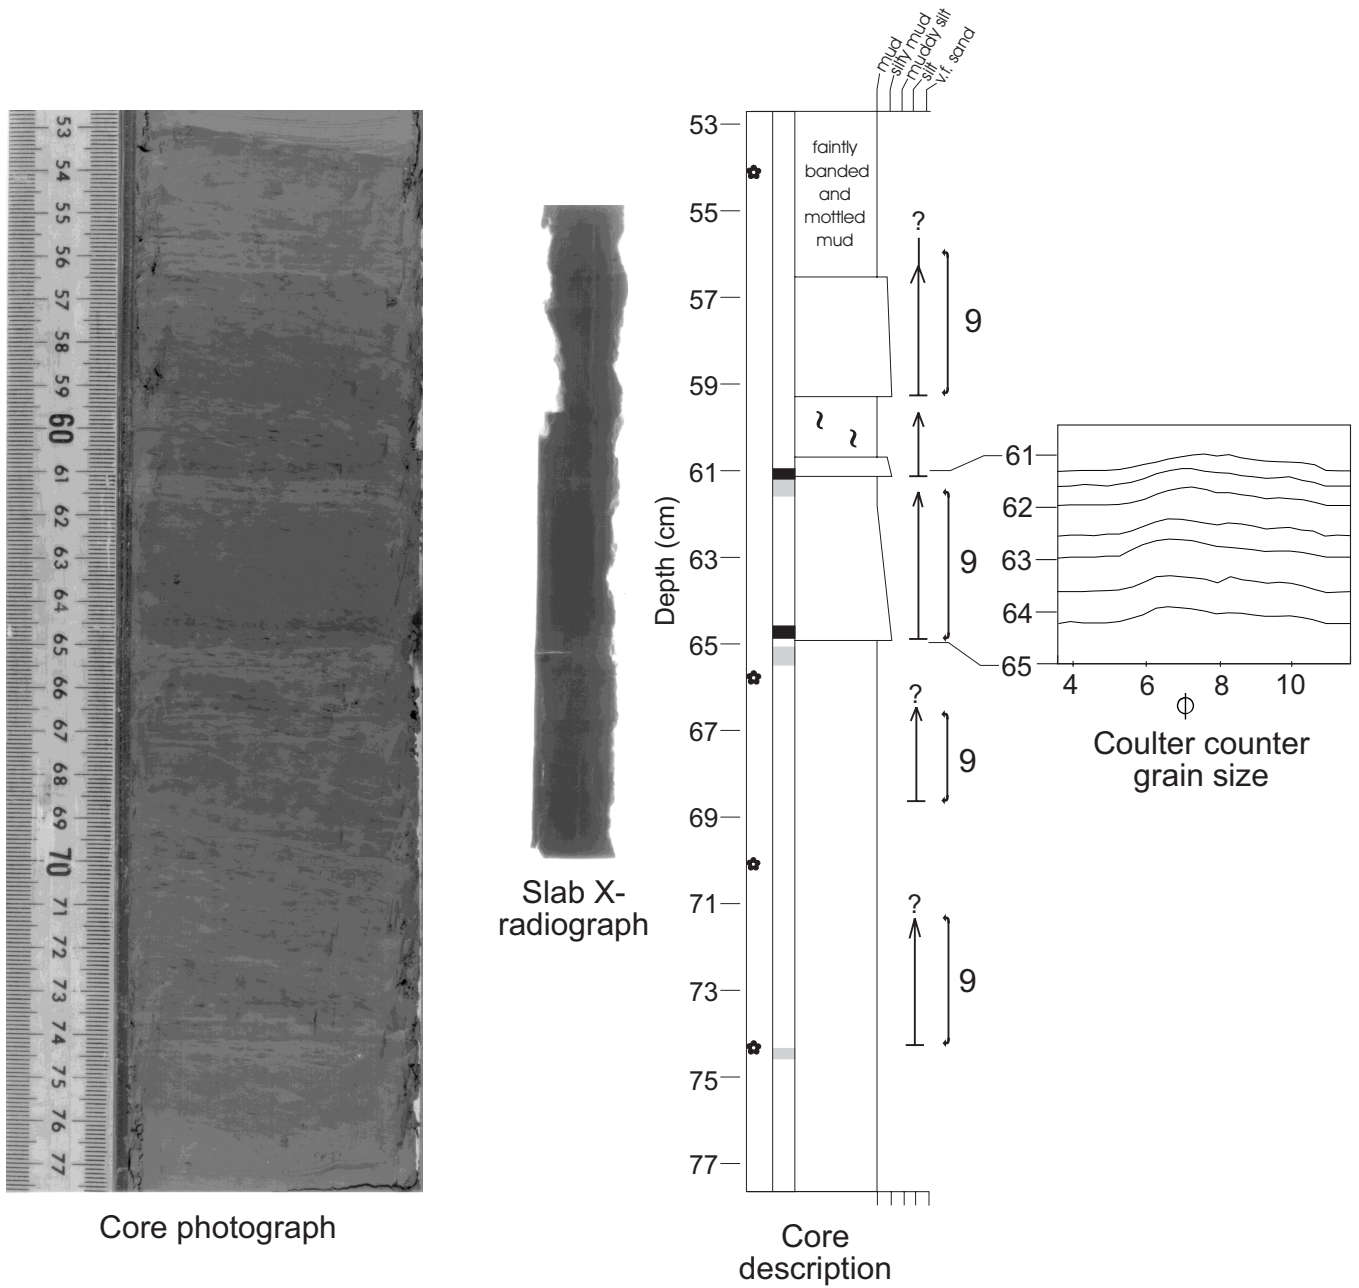 mud
silty mud
muddy silt
silt
v.f. sand
53
54
55
56
57
58
59
60
61
62
63
64
65
66
67
68
69
70
71
72
73
74
75
76
77
Core photograph
Slab X-
radiograph
Depth (cm)
53
55
57
59
61
63
65
67
69
71
73
75
77
faintly
banded
and
mottled
mud
?
9
9
?
9
?
9
Core
description
61
62
63
64
65
4 6 8 10
ϕ
Coulter counter
grain size